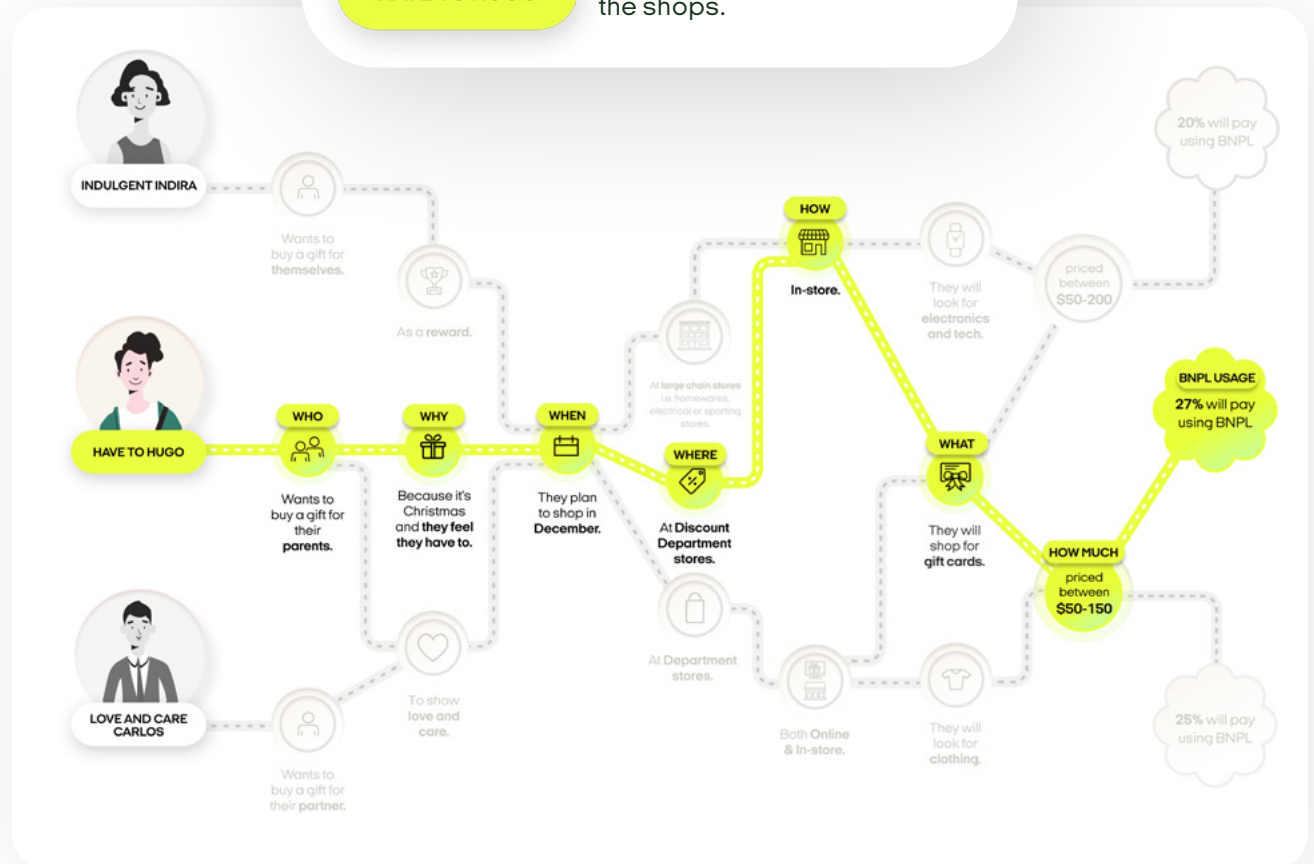 the shops.
20% will pay
using BNPL
INDULGENT INDIRA
Wants to
buy a gift for
themselves.
As a reward.
HOW
In-store.
They will
look for
electronics
and tech.
priced
between
$50-200
At large chain stores
i.e. homewares,
electrical or sporting
stores.
HAVE TO HUGO
WHO
Wants to
buy a gift for
their
parents.
WHY
Because it's
Christmas
and they feel
they have to.
WHEN
They plan
to shop in
December.
WHERE
At Discount
Department
stores.
WHAT
They will
shop for
gift cards.
HOW MUCH
priced
between
$50-150
BNPL USAGE
27% will pay
using BNPL
LOVE AND CARE
CARLOS
Wants to
buy a gift for
their partner.
To show
love and
care.
At Department
stores.
Both Online
& In-store.
They will
look for
clothing.
25% will pay
using BNPL